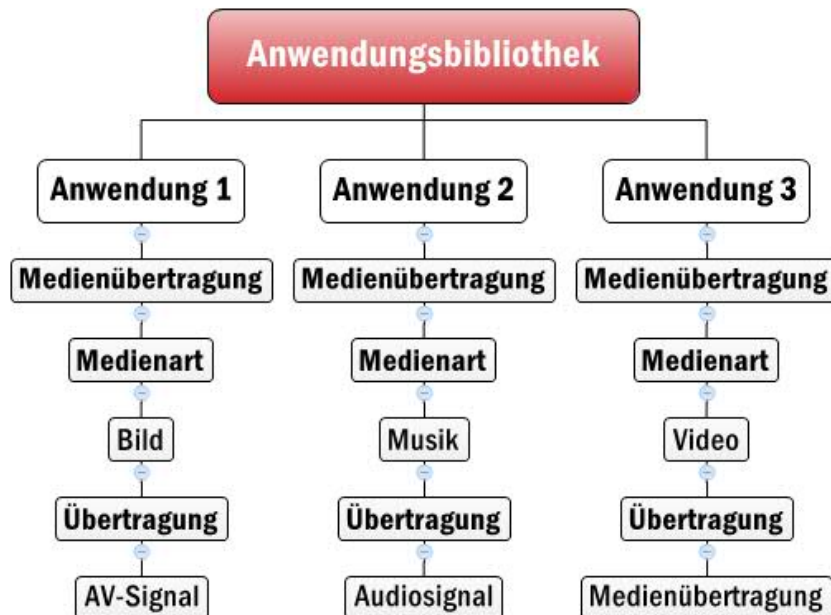 Anwendungsbibliothek
Anwendung 1
Anwendung 2
Anwendung 3
Medienübertragung
Medienübertragung
Medienübertragung
Medienart
Medienart
Medienart
Bild
Musik
Video
Übertragung
Übertragung
Übertragung
AV-Signal
Audiosignal
Medienübertragung